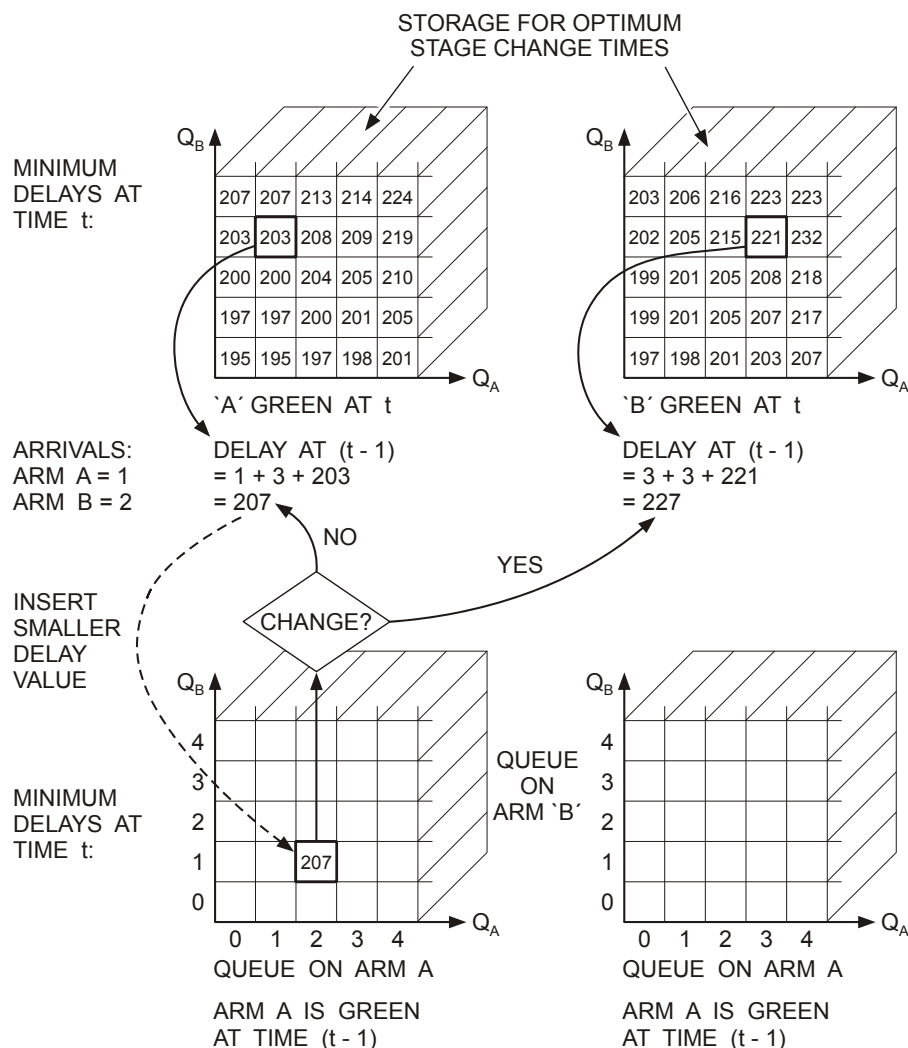 STORAGE FOR OPTIMUM
STAGE CHANGE TIMES
MINIMUM
DELAYS AT
TIME t:
Q_B
207 207 213 214 224
203 203 208 209 219
200 200 204 205 210
197 197 200 201 205
195 195 197 198 201
Q_A
`A´ GREEN AT t
Q_B
203 206 216 223 223
202 205 215 221 232
199 201 205 208 218
199 201 205 207 217
197 198 201 203 207
Q_A
`B´ GREEN AT t
ARRIVALS:
ARM A = 1
ARM B = 2
DELAY AT (t - 1)
= 1 + 3 + 203
= 207
DELAY AT (t - 1)
= 3 + 3 + 221
= 227
NO
YES
CHANGE?
INSERT
SMALLER
DELAY
VALUE
MINIMUM
DELAYS AT
TIME t:
Q_B
4
3
2
1
0
207
Q_A
0 1 2 3 4
QUEUE ON ARM A
ARM A IS GREEN
AT TIME (t - 1)
QUEUE
ON
ARM `B´
Q_B
4
3
2
1
0
Q_A
0 1 2 3 4
QUEUE ON ARM A
ARM A IS GREEN
AT TIME (t - 1)